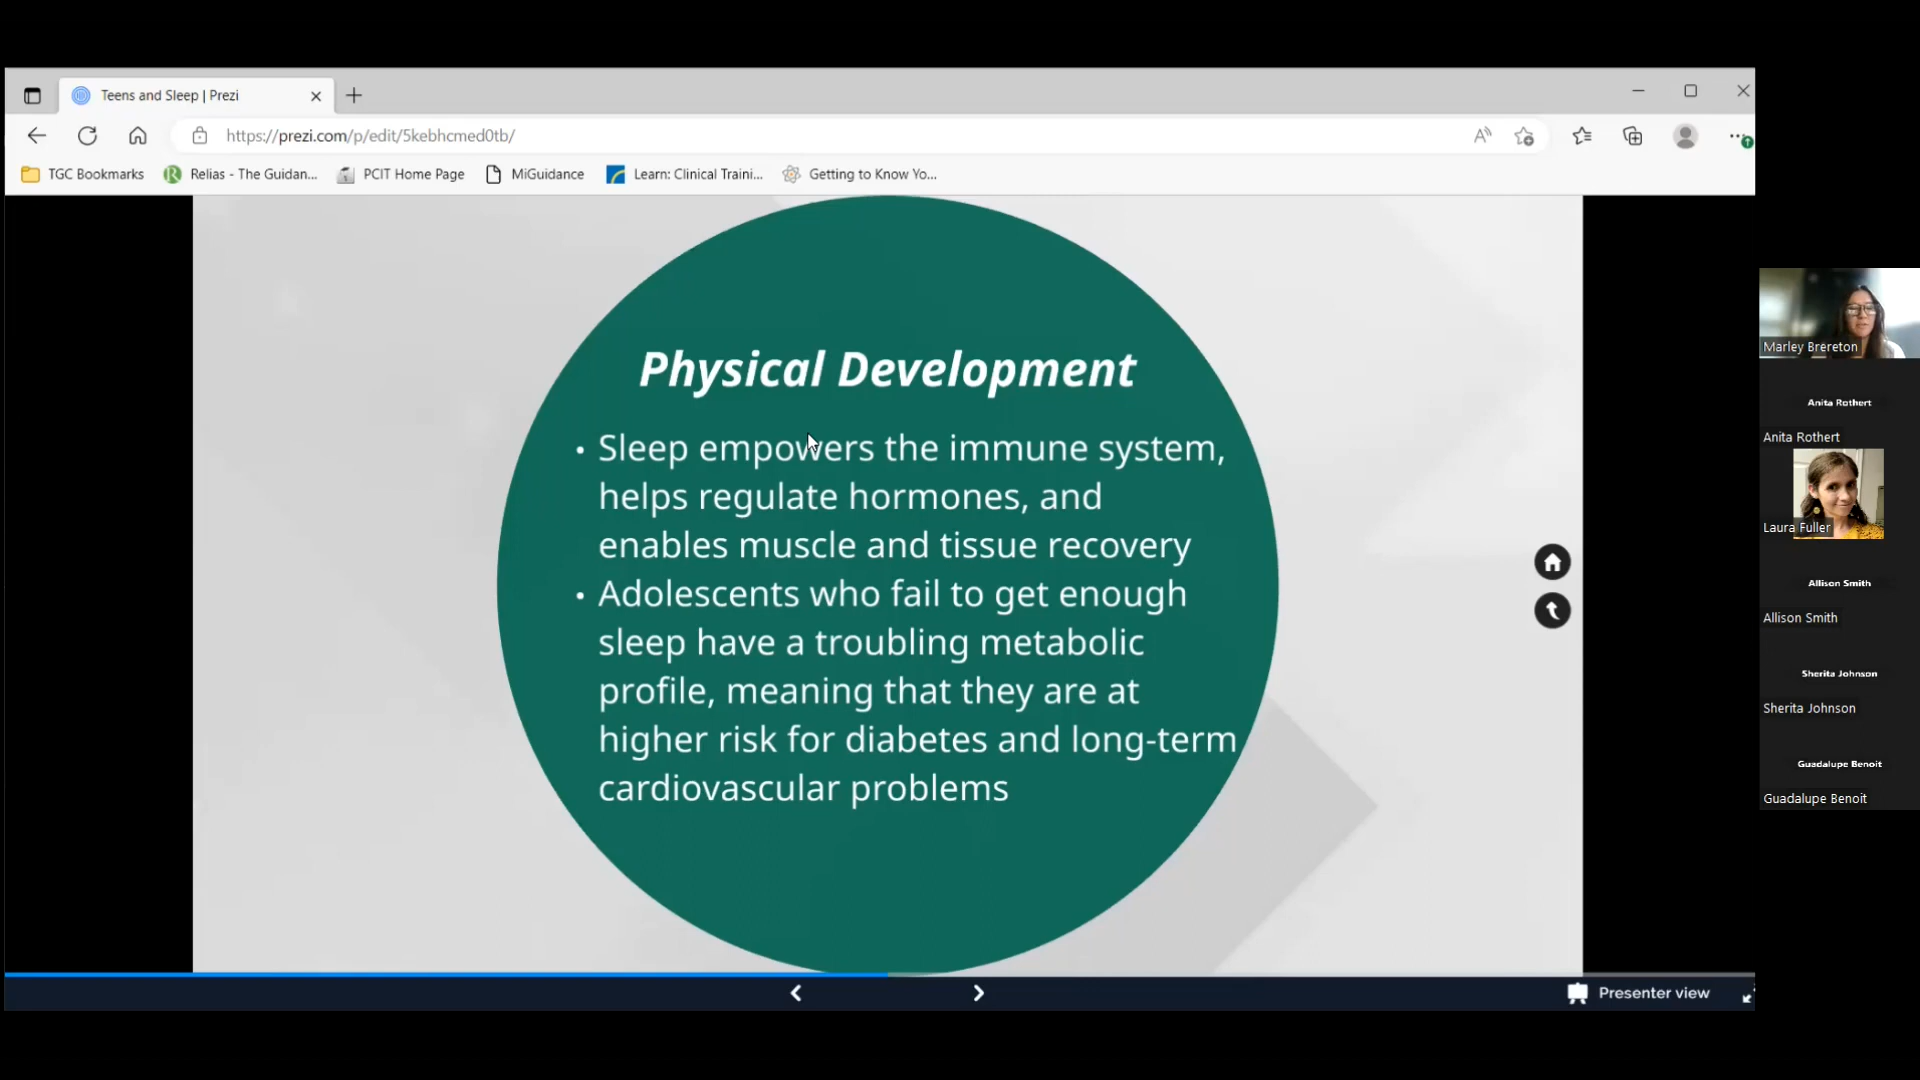 Teens and Sleep | Prezi
https://prezi.com/p/edit/5kebhcmed0tb/
TGC Bookmarks
Relias - The Guidan...
PCIT Home Page
MiGuidance
Learn: Clinical Traini...
Getting to Know Yo...
Physical Development
• Sleep empowers the immune system,
helps regulate hormones, and
enables muscle and tissue recovery
• Adolescents who fail to get enough
sleep have a troubling metabolic
profile, meaning that they are at
higher risk for diabetes and long-term
cardiovascular problems
Presenter view
Marley Brereton
Anita Rothert
Anita Rothert
Laura Fuller
Allison Smith
Allison Smith
Sherita Johnson
Sherita Johnson
Guadalupe Benoit
Guadalupe Benoit